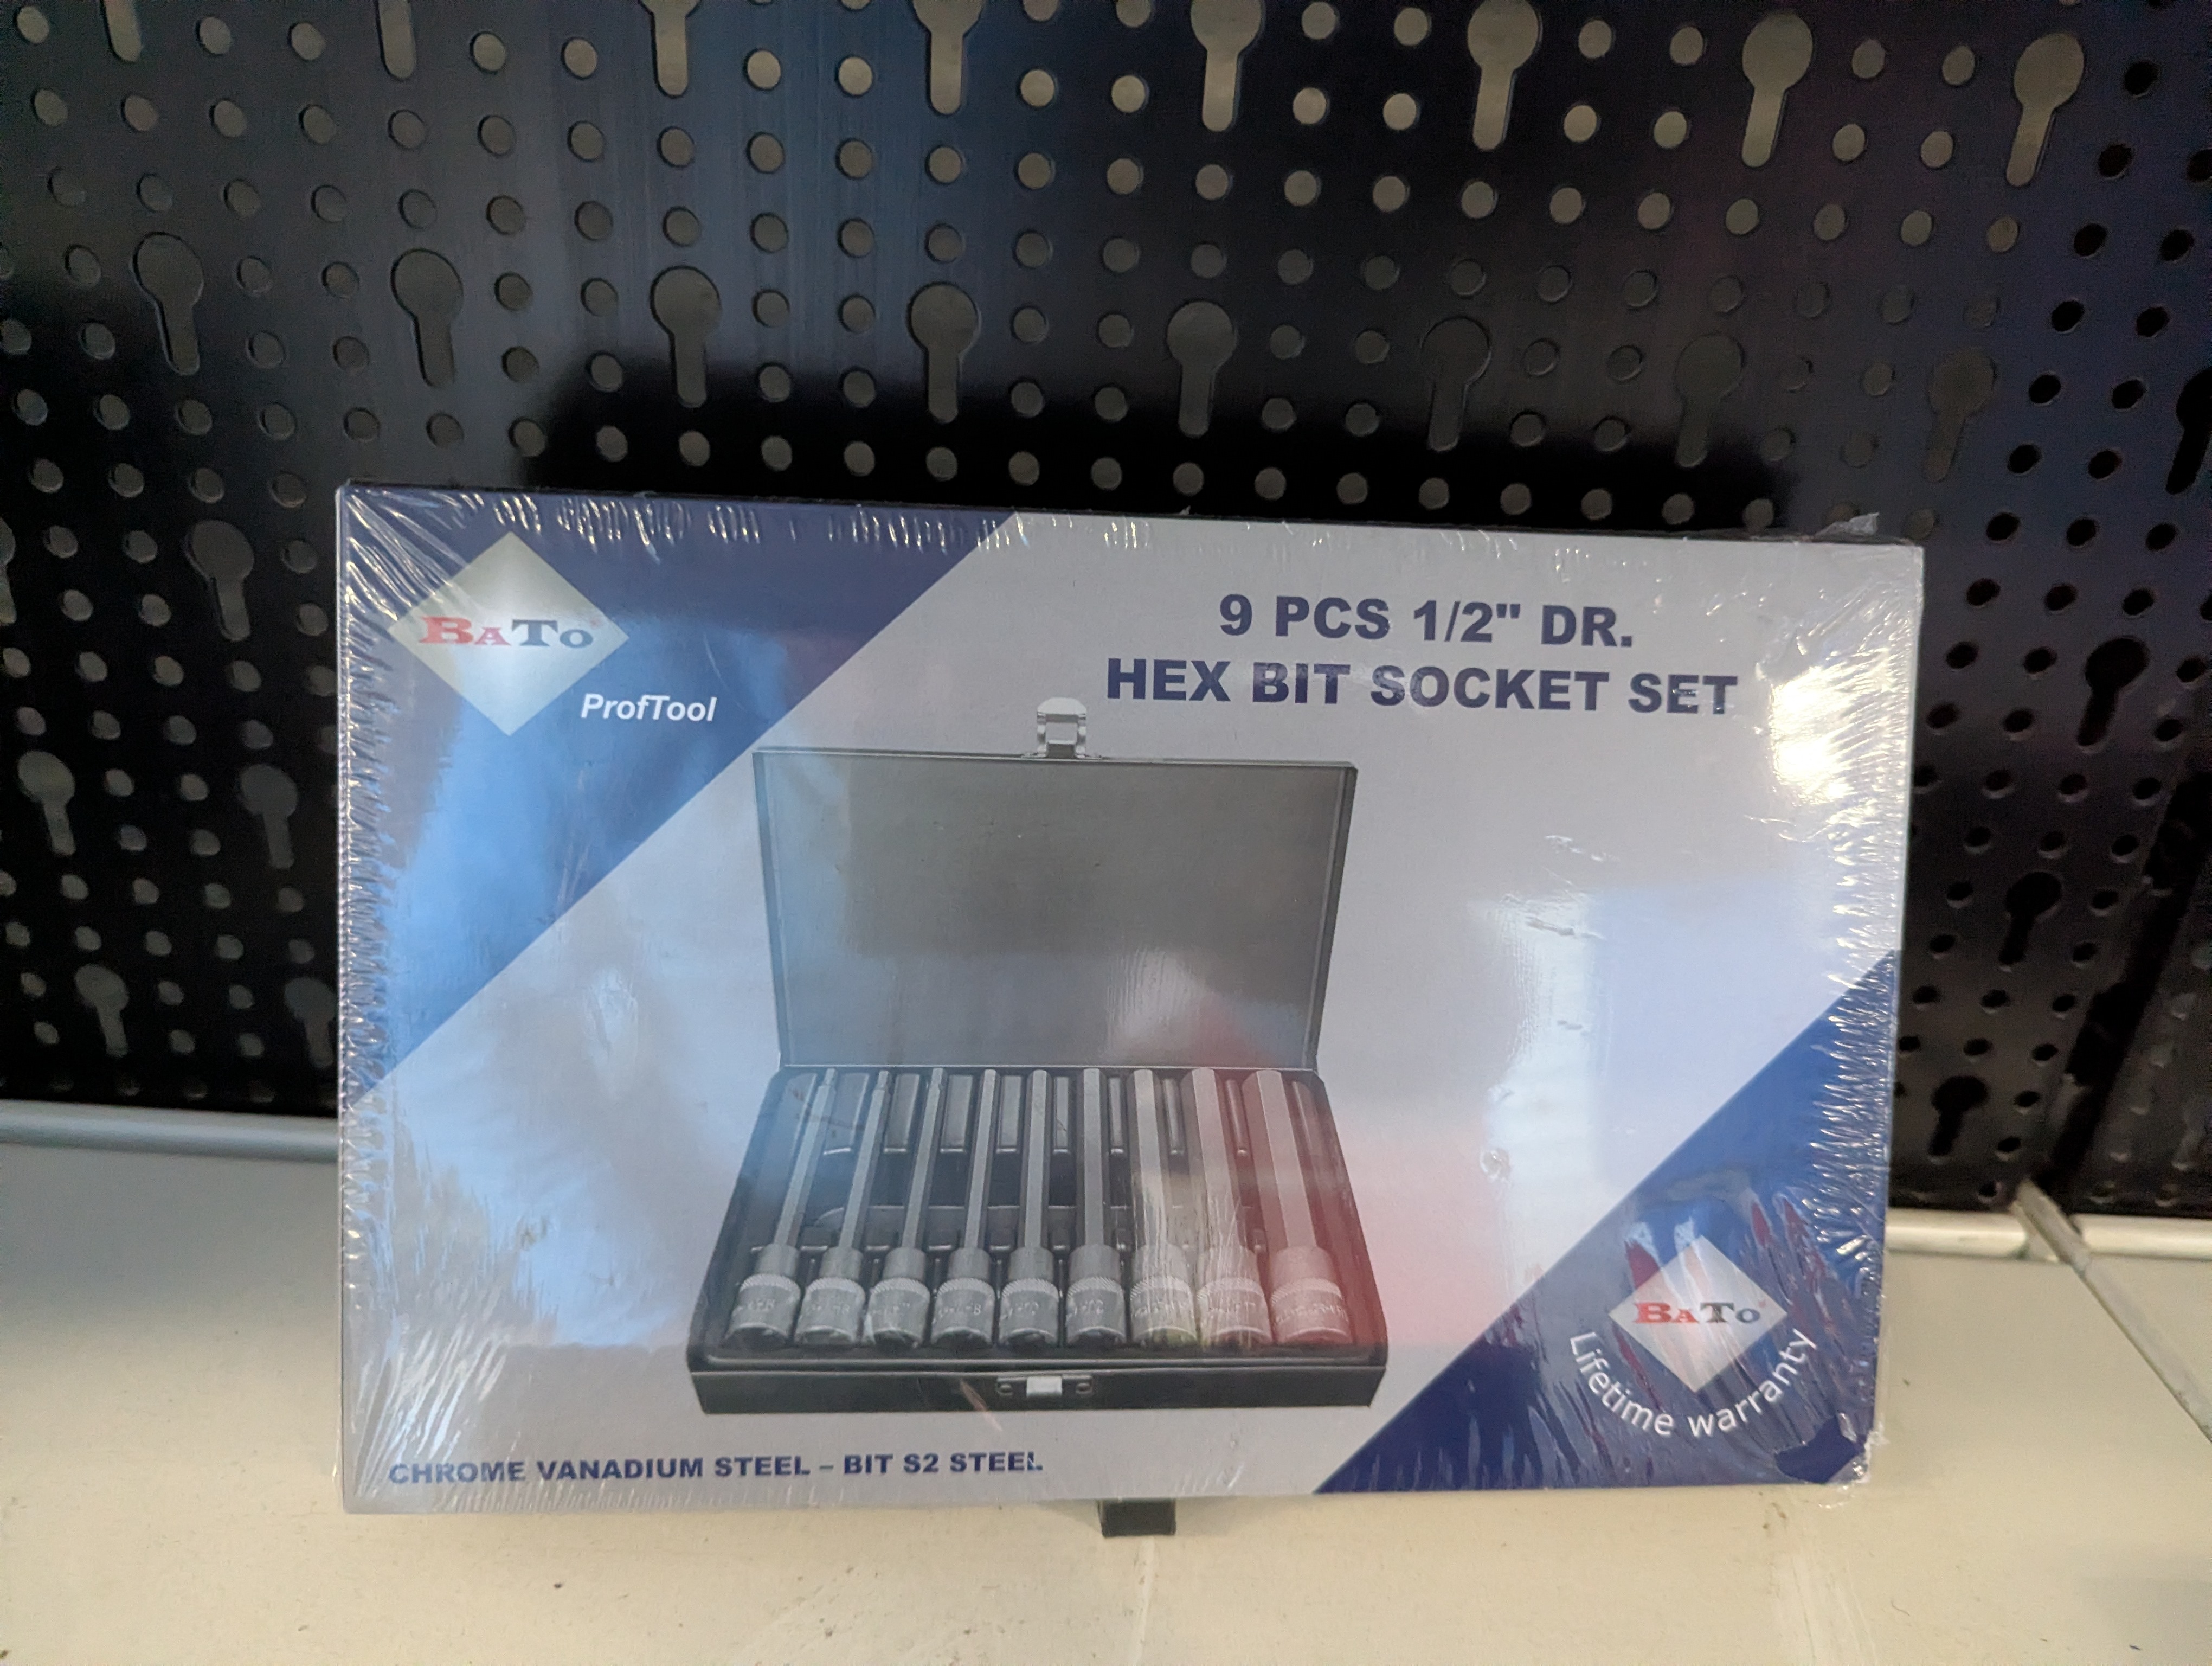 BATO
ProfTool
9 PCS 1/2" DR.
HEX BIT SOCKET SET
CHROME VANADIUM STEEL – BIT S2 STEEL
BATO®
Lifetime warranty